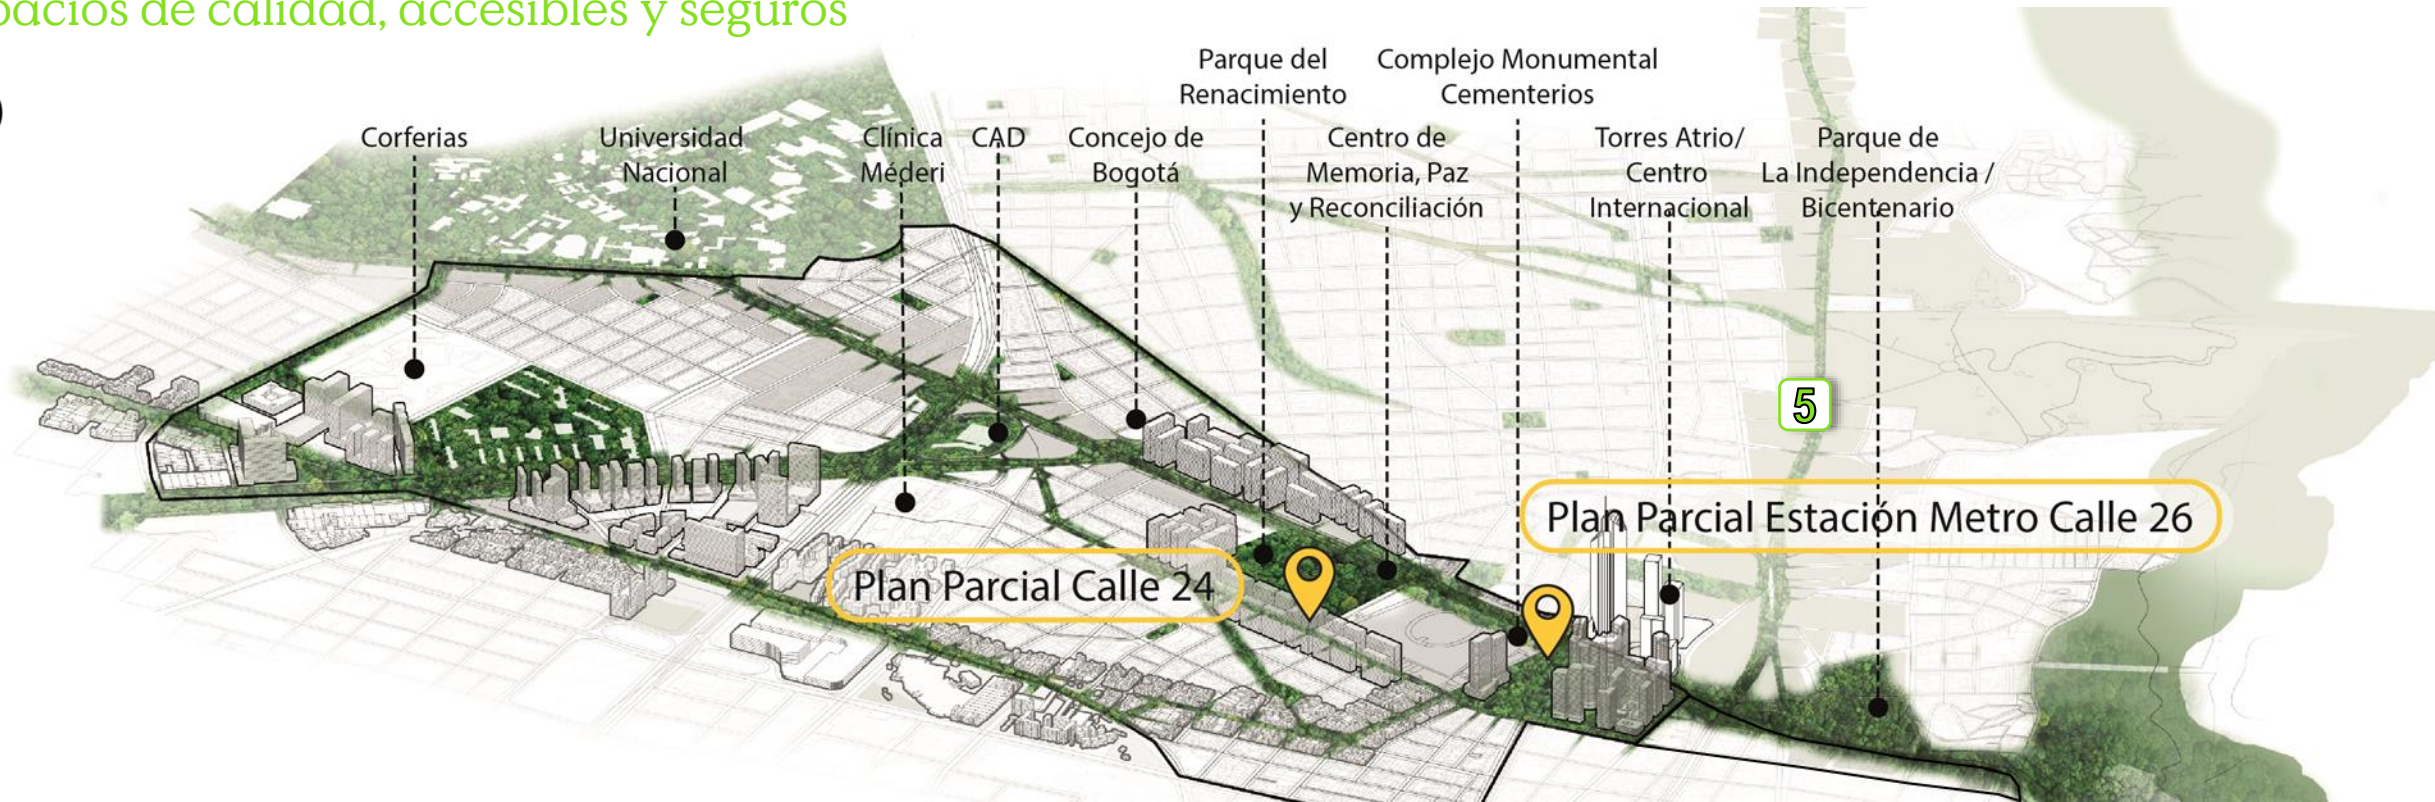 de calidad, accesibles y seguros
Parque del
Renacimiento
Complejo Monumental
Cementerios
Corferias
Universidad
Nacional
Clínica
Méderi
CAD
Concejo de
Bogotá
Centro de
Memoria, Paz
y Reconciliación
Torres Atrio/
Centro
Internacional
Parque de
La Independencia /
Bicentenario
5
Plan Parcial Estación Metro Calle 26
Plan Parcial Calle 24